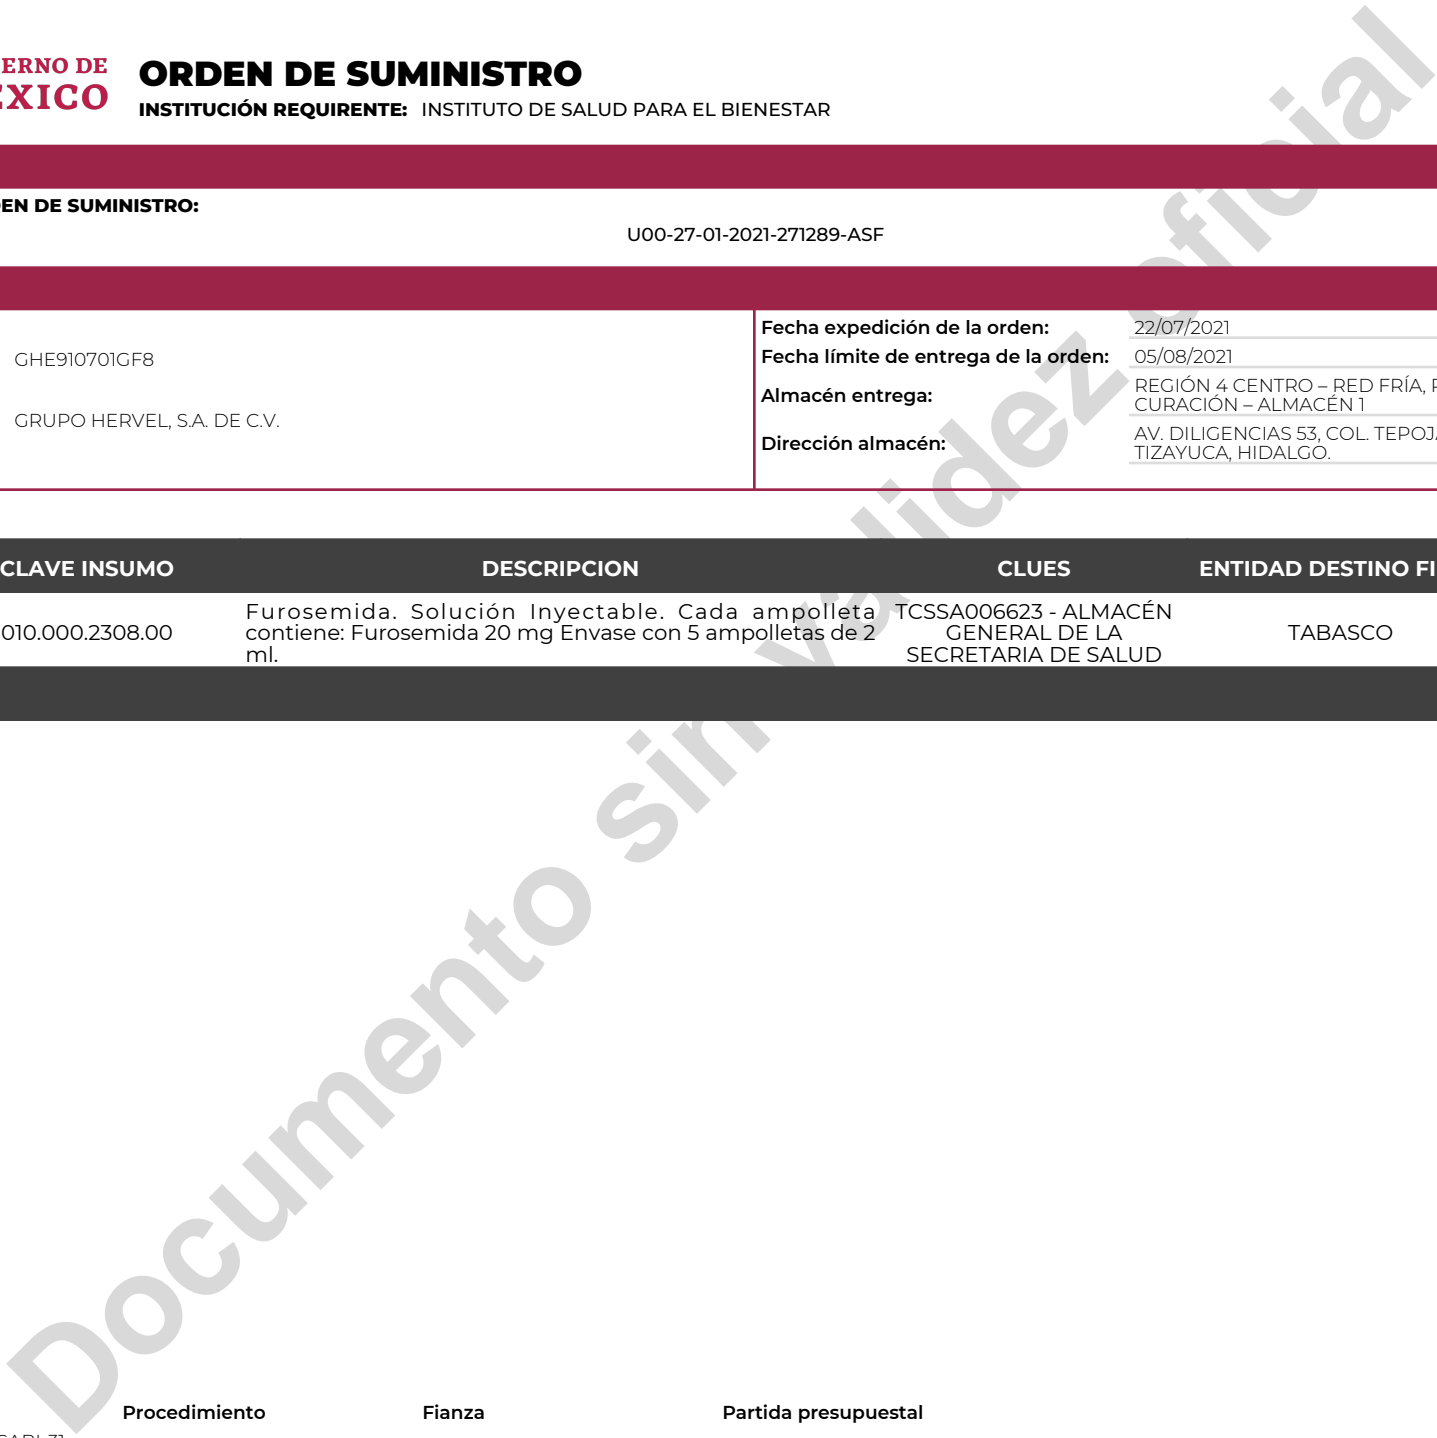 ERNO DE
ÉXICO
ORDEN DE SUMINISTRO
INSTITUCIÓN REQUIRENTE: INSTITUTO DE SALUD PARA EL BIENESTAR
EN DE SUMINISTRO:
U00-27-01-2021-271289-ASF
GHE910701GF8
GRUPO HERVEL, S.A. DE C.V.
Fecha expedición de la orden: 22/07/2021
Fecha límite de entrega de la orden: 05/08/2021
Almacén entrega: REGIÓN 4 CENTRO – RED FRÍA,
CURACIÓN – ALMACÉN 1
Dirección almacén: AV. DILIGENCIAS 53, COL. TEPOJ
TIZAYUCA, HIDALGO.
CLAVE INSUMO DESCRIPCION CLUES ENTIDAD DESTINO FI
010.000.2308.00
Furosemida. Solución Inyectable. Cada ampolleta
contiene: Furosemida 20 mg Envase con 5 ampolletas de 2
ml.
TCSSA006623 - ALMACÉN
GENERAL DE LA
SECRETARIA DE SALUD
TABASCO
Documento sin validez oficial
Procedimiento Fianza Partida presupuestal